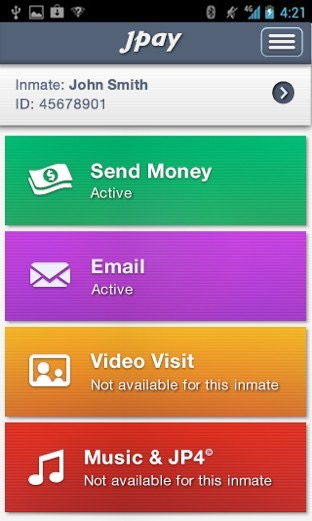 4G 4:21
Jpay
Inmate: John Smith
ID: 45678901
Send Money
Active
Email
Active
Video Visit
Not available for this inmate
Music & JP4©
Not available for this inmate